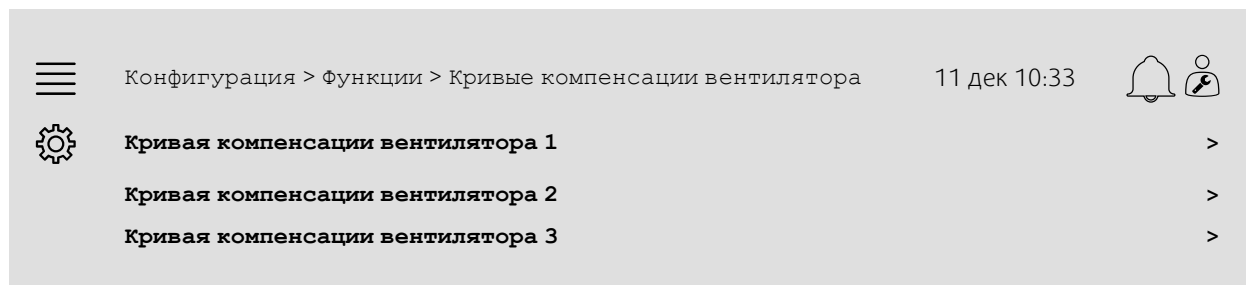 Конфигурация > Функции > Кривые компенсации вентилятора 11 дек 10:33
Кривая компенсации вентилятора 1 >
Кривая компенсации вентилятора 2 >
Кривая компенсации вентилятора 3 >